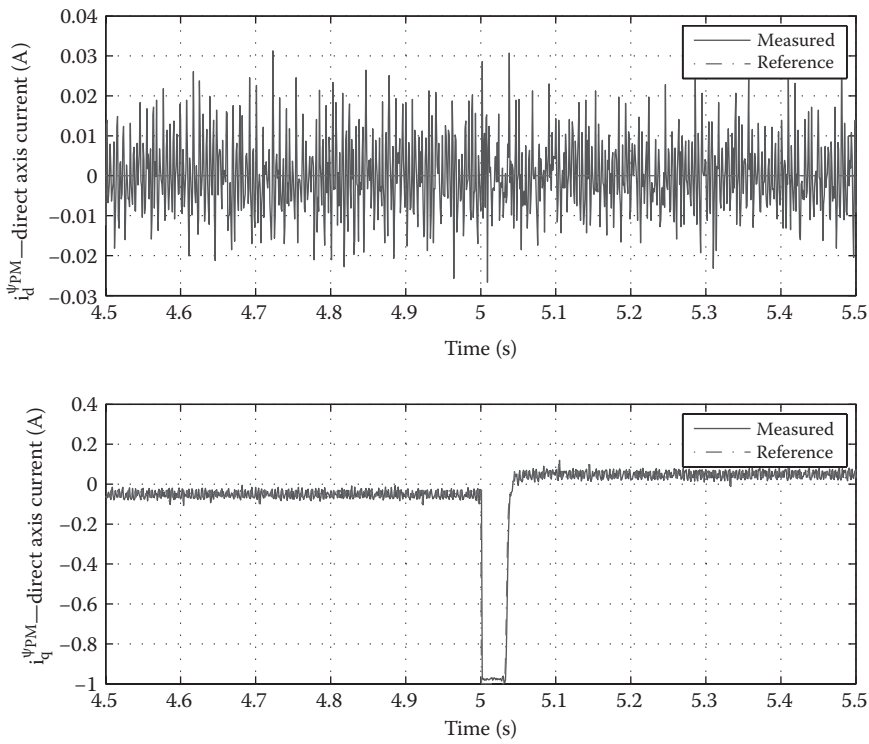 0.04
0.03
0.02
0.01
0
−0.01
−0.02
−0.03
i_d^ΨPM—direct axis current (A)
Measured
Reference
4.5 4.6 4.7 4.8 4.9 5 5.1 5.2 5.3 5.4 5.5
Time (s)
0.4
0.2
0
−0.2
−0.4
−0.6
−0.8
−1
i_q^ΨPM—direct axis current (A)
Measured
Reference
4.5 4.6 4.7 4.8 4.9 5 5.1 5.2 5.3 5.4 5.5
Time (s)